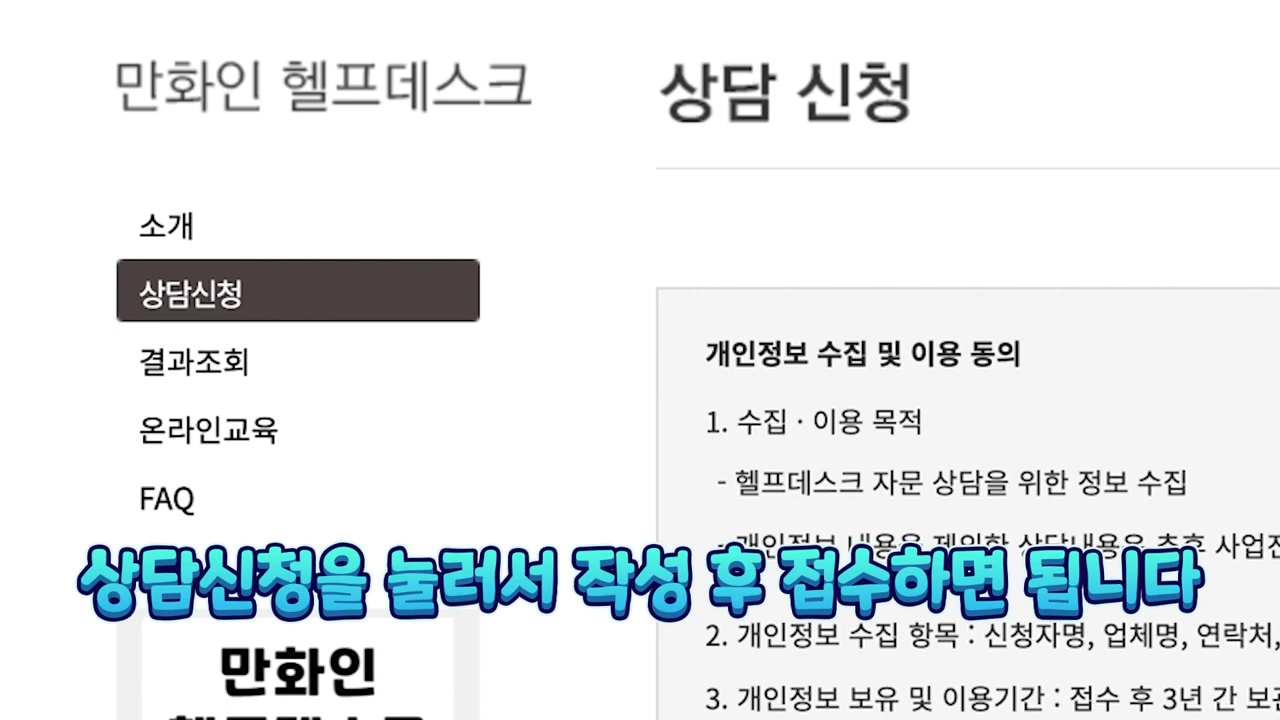 만화인 헬프데스크
소개
상담신청
결과조회
온라인교육
FAQ
만화인
상담 신청
개인정보 수집 및 이용 동의
1. 수집 · 이용 목적
- 헬프데스크 자문 상담을 위한 정보 수집
사업
상담신청을 눌러서 작성 후 접수하면 됩니다
2. 개인정보 수집 항목 : 신청자명, 업체명, 연락처,
3. 개인정보 보유 및 이용기간 : 접수 후 3년 간